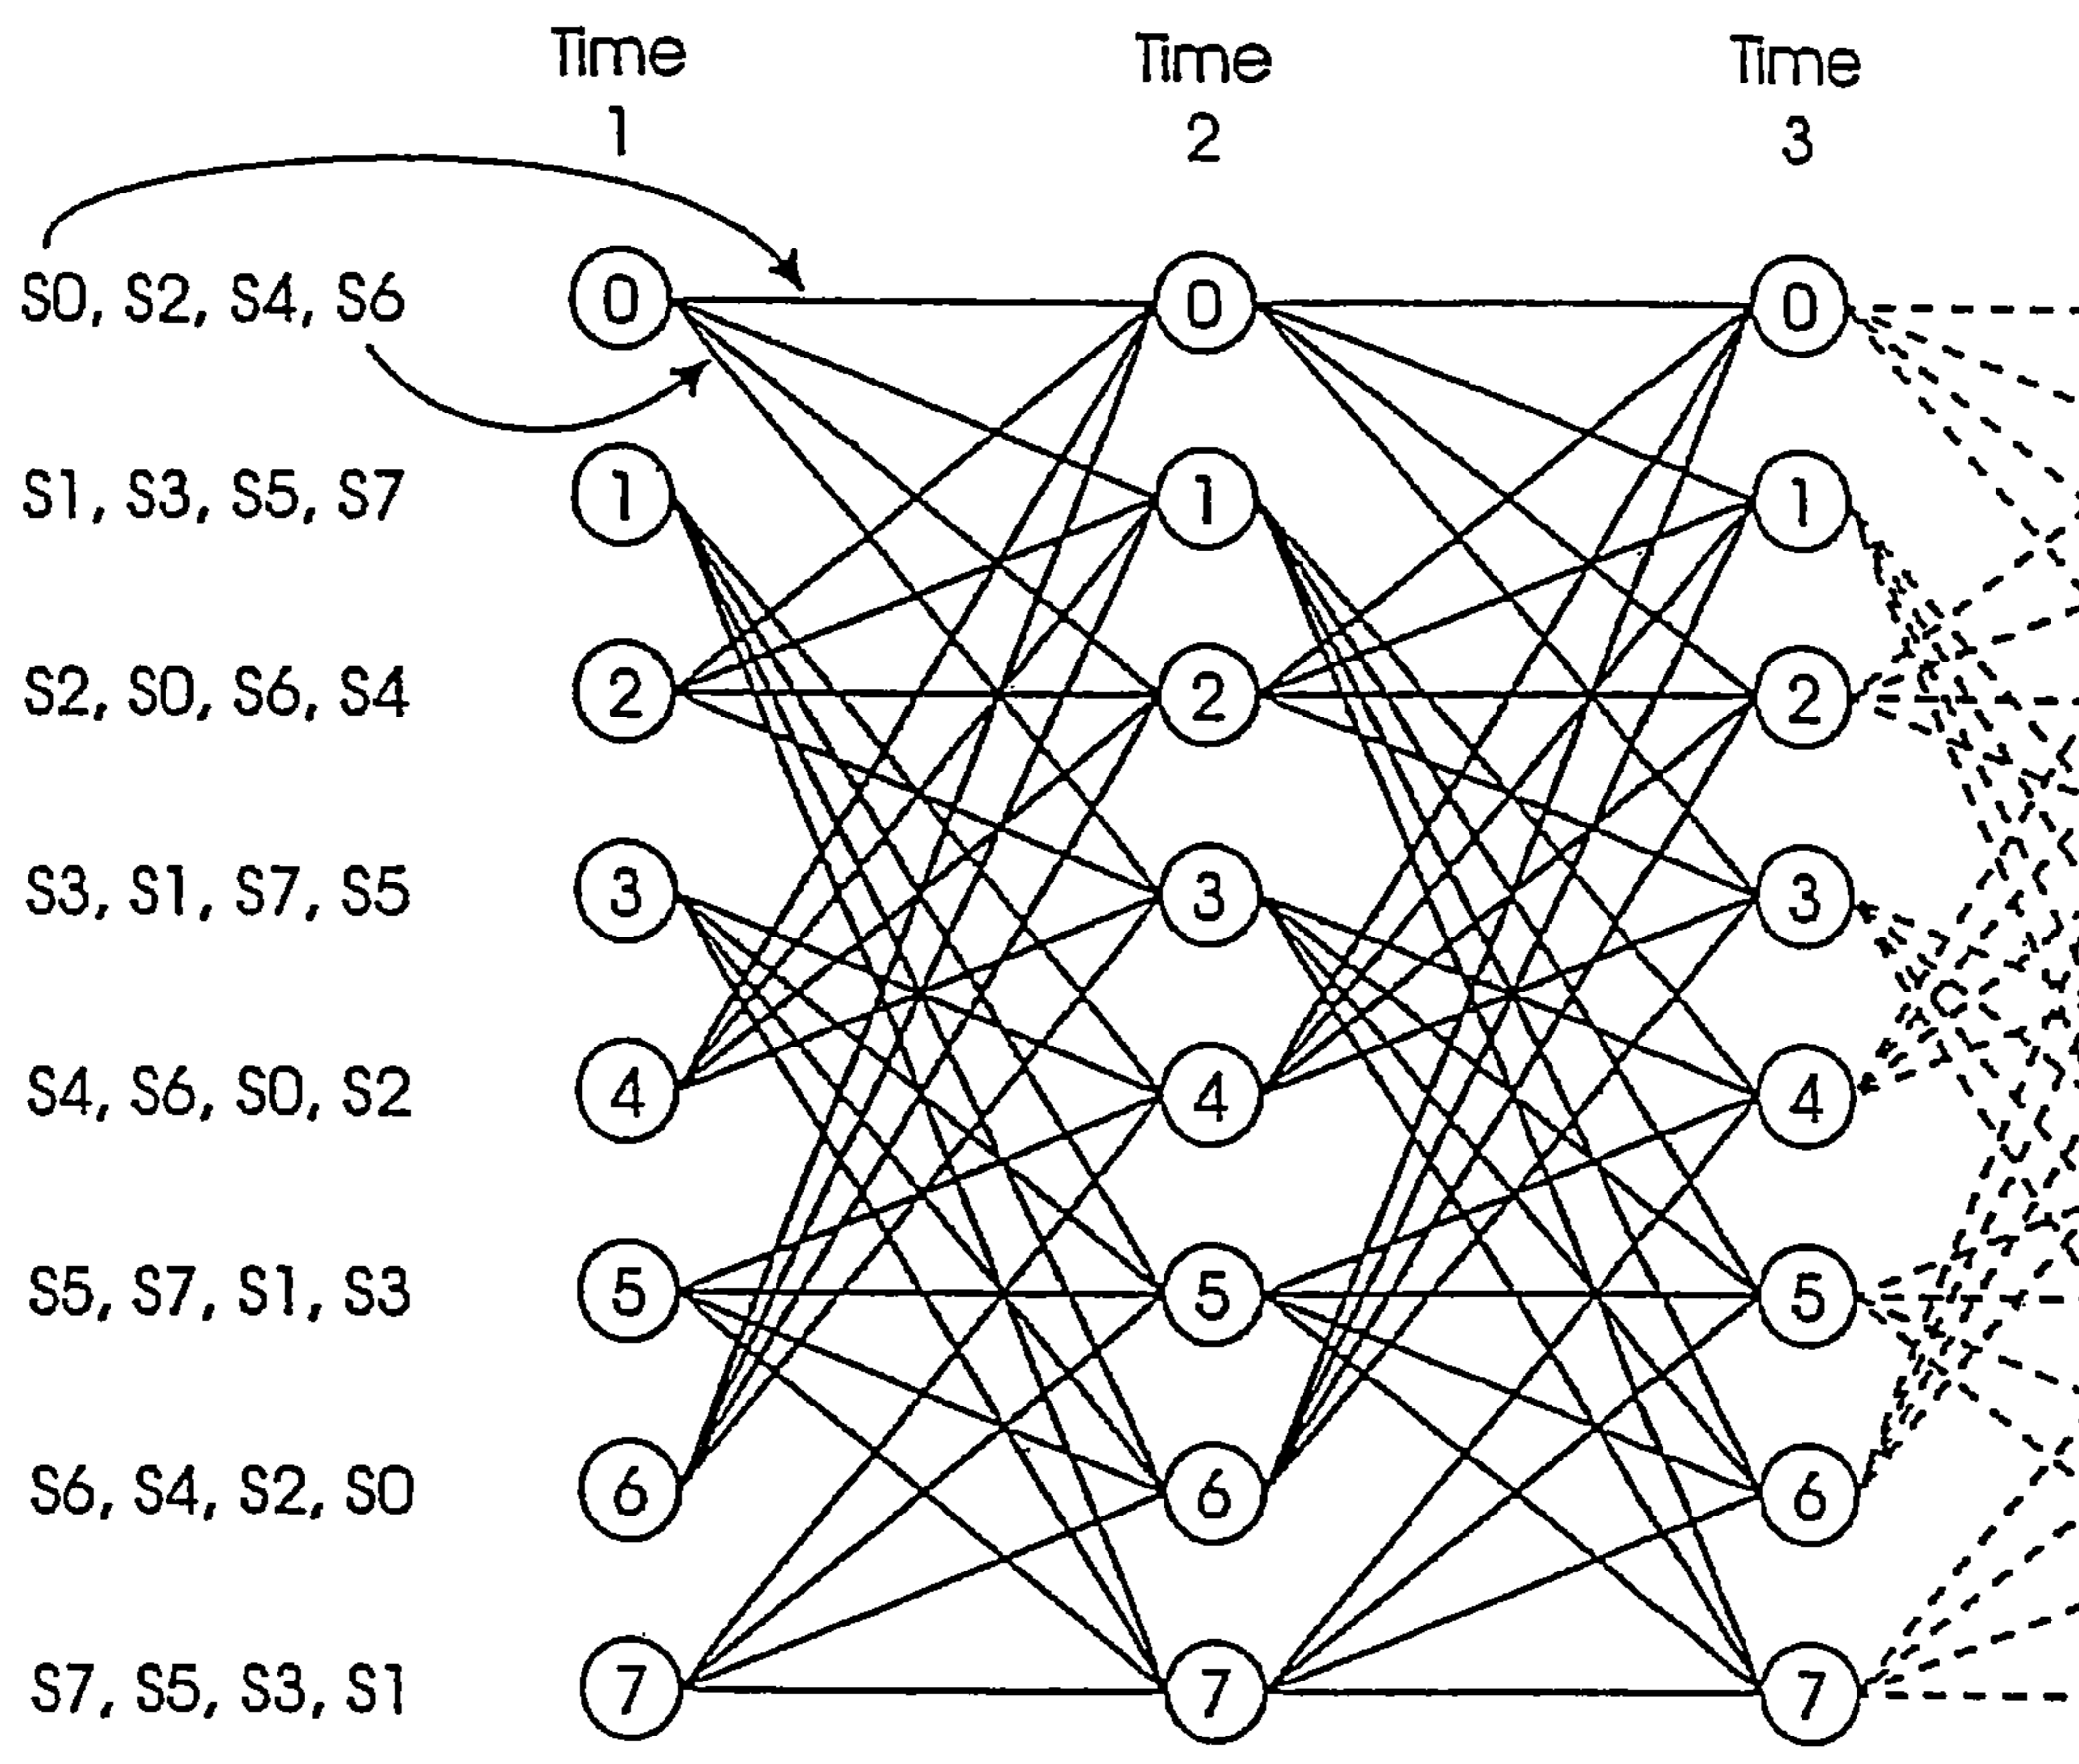 Time Time Time
1 2 3
S0, S2, S4, S6 0 0 0
S1, S3, S5, S7 1 1 1
S2, S0, S6, S4 2 2 2
S3, S1, S7, S5 3 3 3
S4, S6, S0, S2 4 4 4
S5, S7, S1, S3 5 5 5
S6, S4, S2, S0 6 6 6
S7, S5, S3, S1 7 7 7